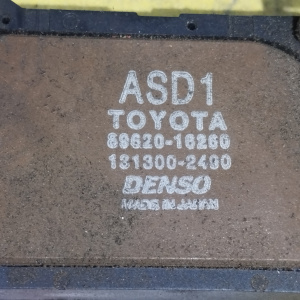 ASD1
TOYOTA
89620-16260
131300-2400
DENSO
MADE IN JAPAN